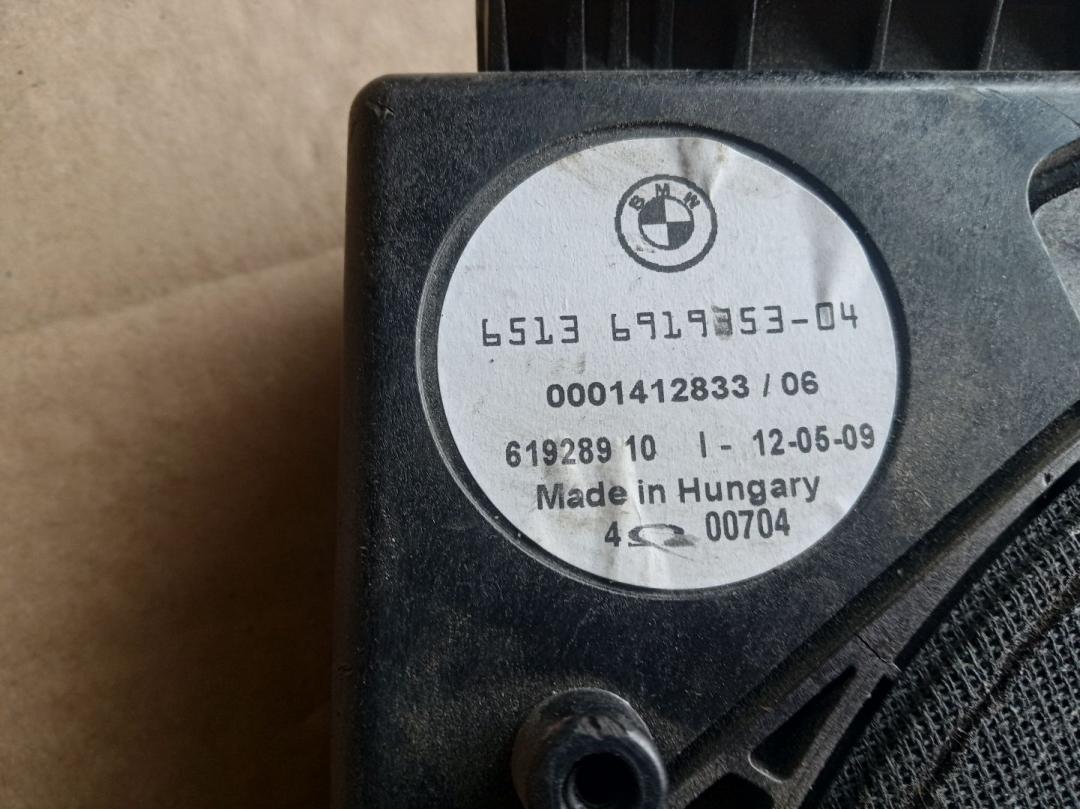 BMW
6513 6919353-04
0001412833 / 06
619289 10 I - 12-05-09
Made in Hungary
4Ω 00704